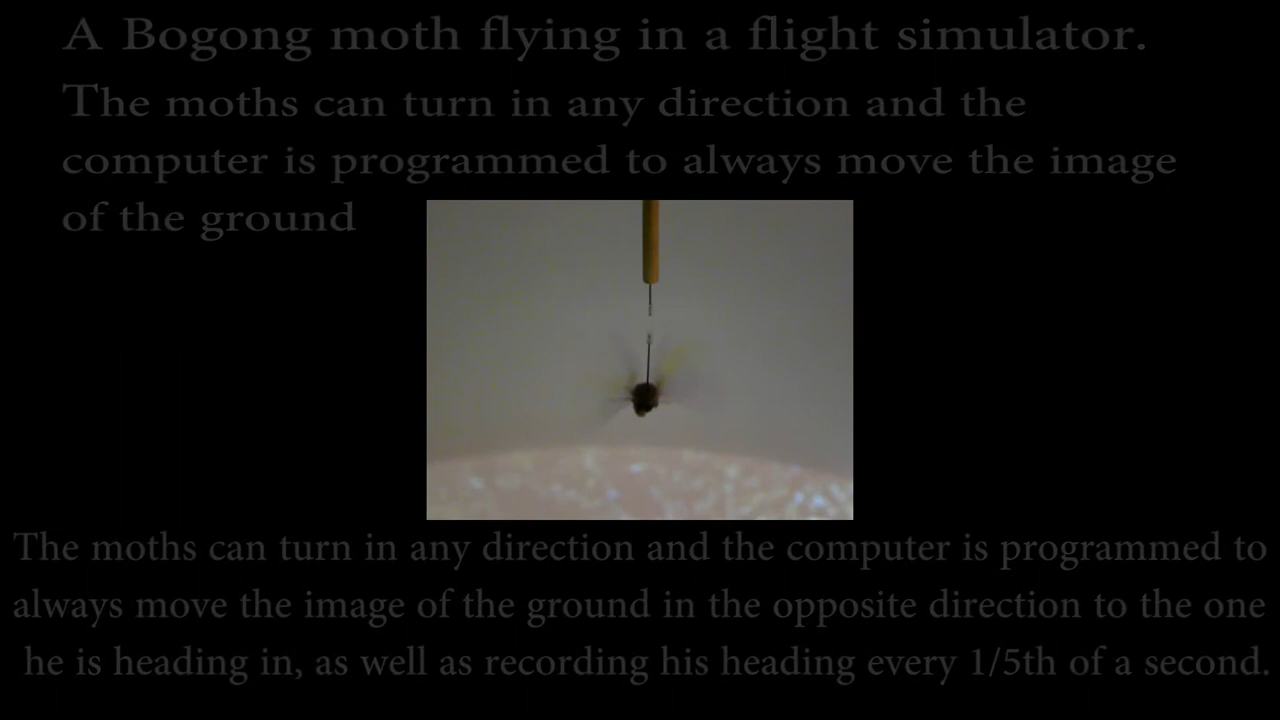 A Bogong moth flying in a flight simulator.
The moths can turn in any direction and the
computer is programmed to always move the image
of the ground
The moths can turn in any direction and the computer is programmed to
always move the image of the ground in the opposite direction to the one
he is heading in, as well as recording his heading every 1/5th of a second.